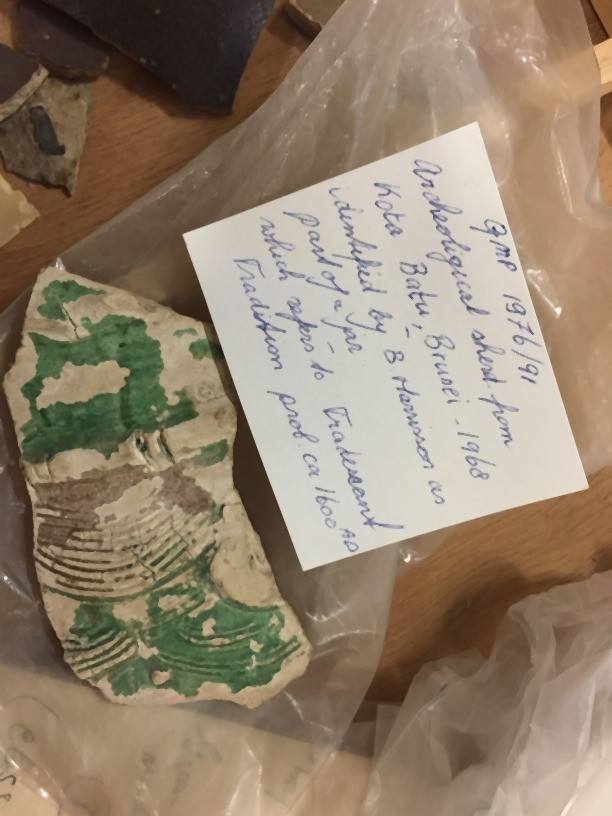 GMP 1976/91
Archeological sherd from
Kota Batu, Brunei - 1968
identified by B Harrisson as
part of a jar
which refers to Tradescant
Tradition prob. ca 1600 AD